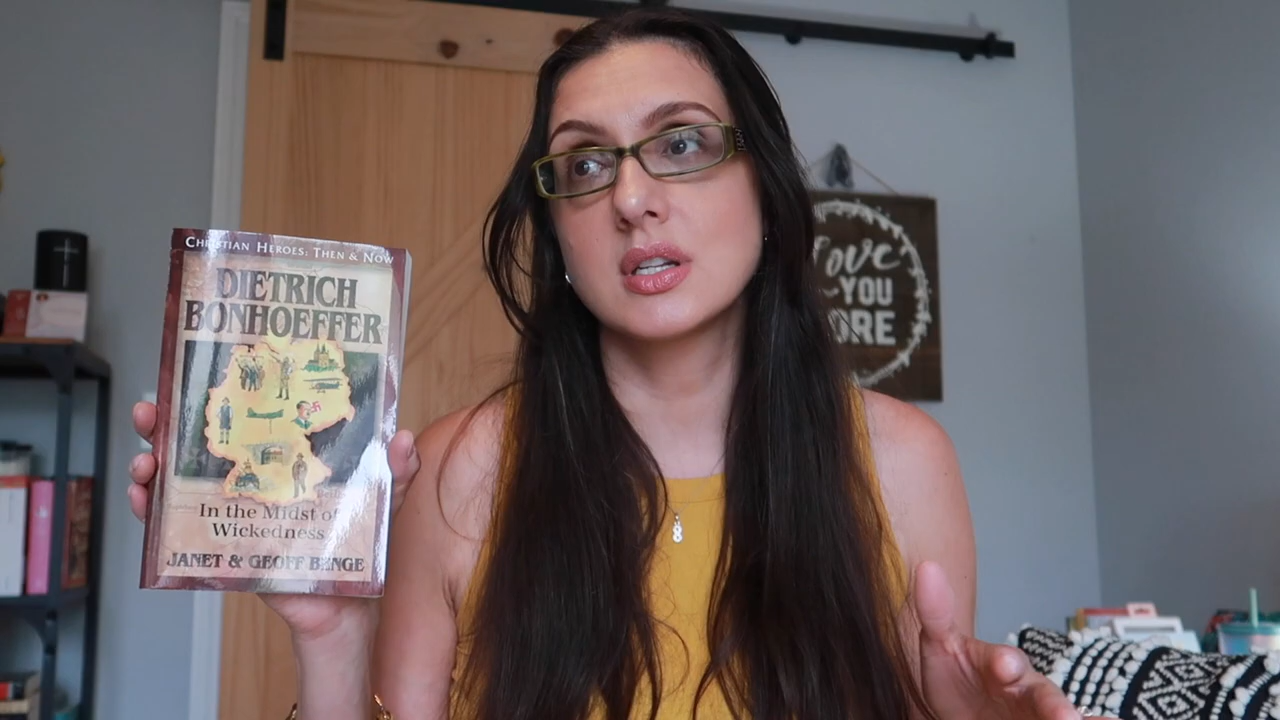 CHRISTIAN HEROES: THEN & NOW
DIETRICH
BONHOEFFER
In the Midst of
Wickedness
JANET & GEOFF BENGE
love
YOU
MORE